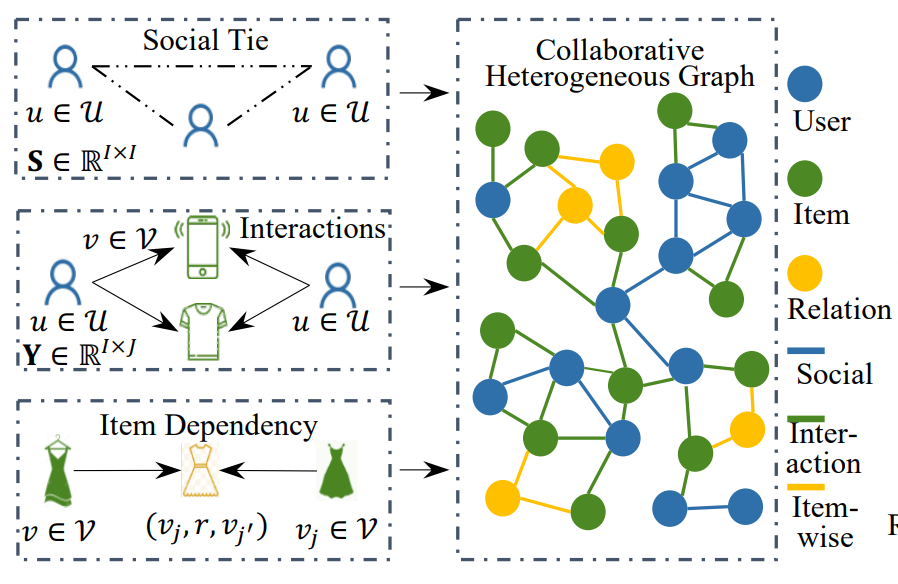 Social Tie
u ∈ 𝒰
u ∈ 𝒰
𝐒 ∈ ℝ^{I×I}
Interactions
v ∈ 𝒱
u ∈ 𝒰
u ∈ 𝒰
𝐘 ∈ ℝ^{I×J}
Item Dependency
v ∈ 𝒱
(v_j, r, v_{j'})
v_j ∈ 𝒱
Collaborative
Heterogeneous Graph
User
Item
Relation
Social
Inter-
action
Item-
wise